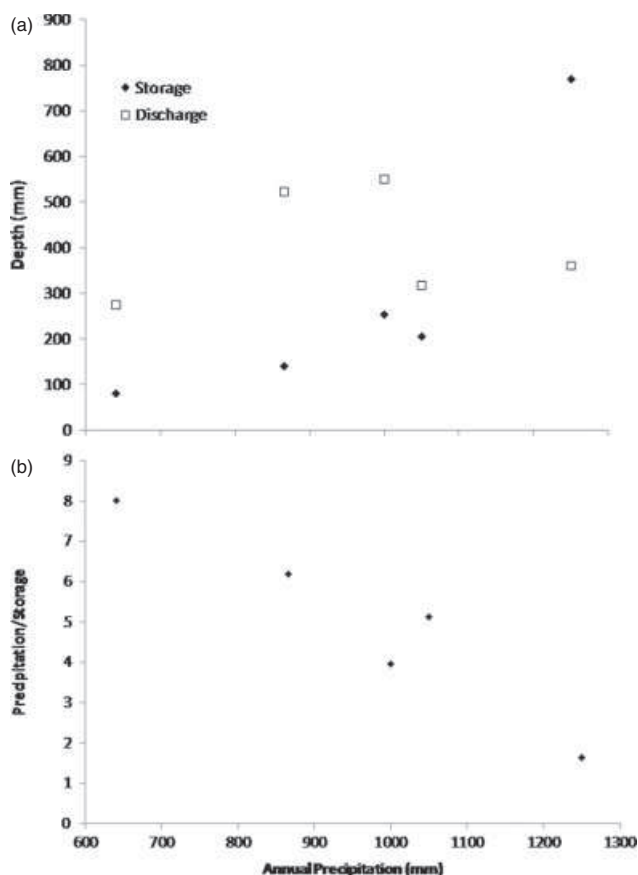 (a)
900
800
700
600
500
400
300
200
100
0
Depth (mm)
Storage
Discharge
(b)
9
8
7
6
5
4
3
2
1
0
Precipitation/Storage
600 700 800 900 1000 1100 1200 1300
Annual Precipitation (mm)